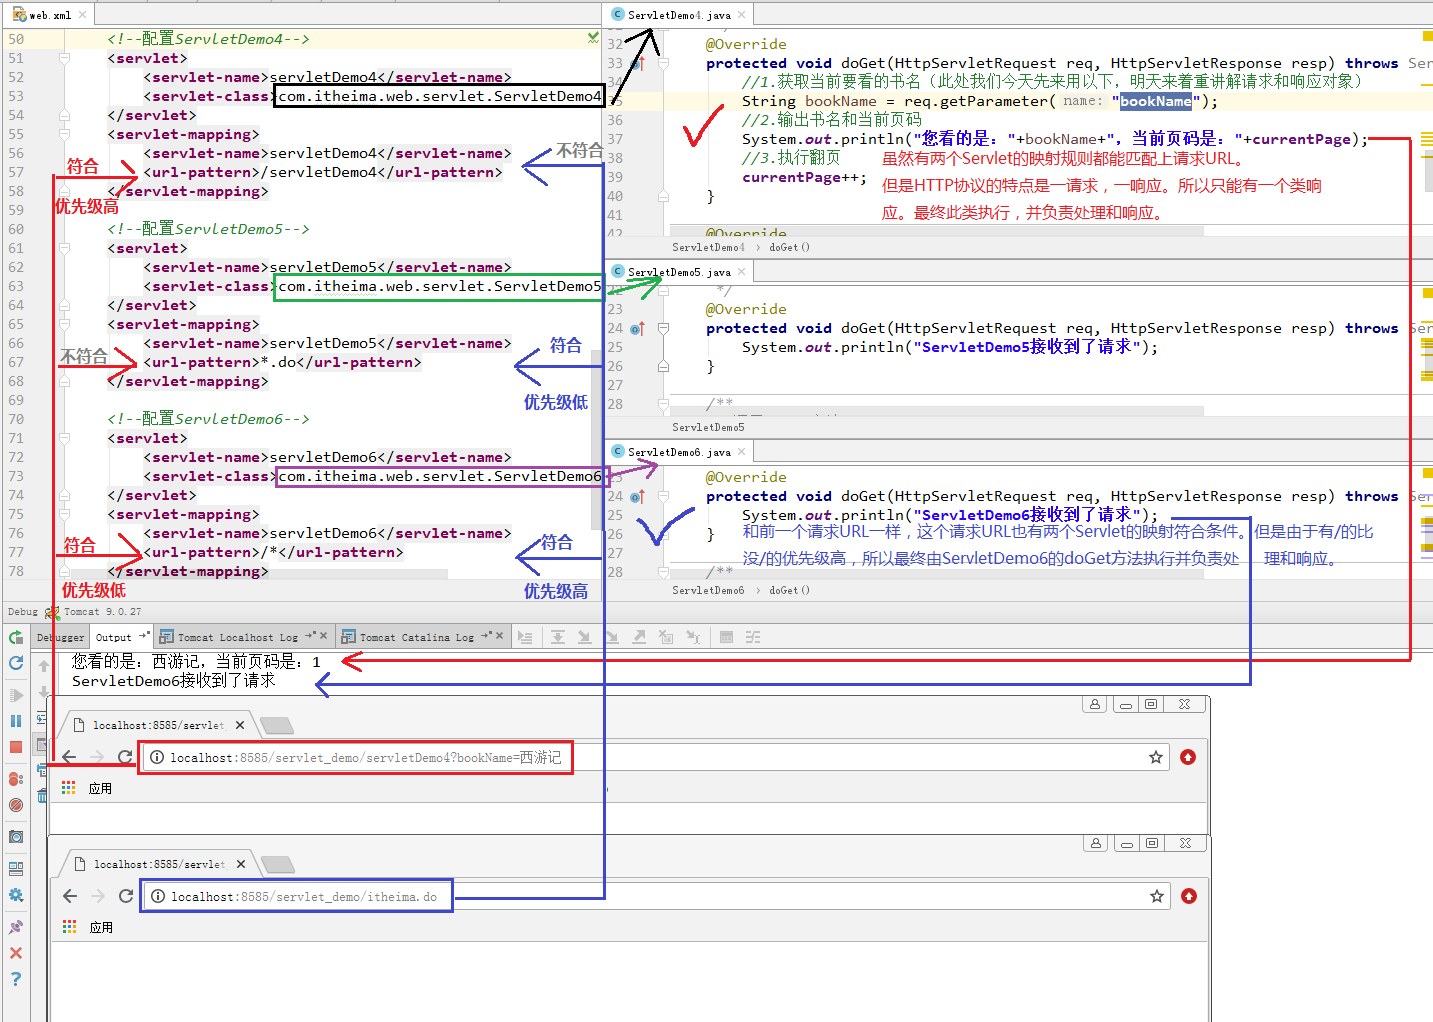 web.xml
50 <!--配置ServletDemo4-->
51 <servlet>
52 <servlet-name>servletDemo4</servlet-name>
53 <servlet-class>com.itheima.web.servlet.ServletDemo4
54 </servlet>
55 <servlet-mapping>
56 <servlet-name>servletDemo4</servlet-name>
不符合
符合
57 <url-pattern>/servletDemo4</url-pattern>
58 </servlet-mapping>
优先级高
59
60 <!--配置ServletDemo5-->
61 <servlet>
62 <servlet-name>servletDemo5</servlet-name>
63 <servlet-class>com.itheima.web.servlet.ServletDemo5
64 </servlet>
65 <servlet-mapping>
66 <servlet-name>servletDemo5</servlet-name>
符合
不符合
67 <url-pattern>*.do</url-pattern>
68 </servlet-mapping>
优先级低
69
70 <!--配置ServletDemo6-->
71 <servlet>
72 <servlet-name>servletDemo6</servlet-name>
73 <servlet-class>com.itheima.web.servlet.ServletDemo6
74 </servlet>
75 <servlet-mapping>
76 <servlet-name>servletDemo6</servlet-name>
符合
符合
77 <url-pattern>/*</url-pattern>
78 </servlet-mapping>
优先级低
优先级高
ServletDemo4.java
32 @Override
33 protected void doGet(HttpServletRequest req, HttpServletResponse resp) throws Serv
34 //1.获取当前要看的书名（此处我们今天先来用以下，明天来着重讲解请求和响应对象）
35 String bookName = req.getParameter( name: "bookName");
36 //2.输出书名和当前页码
37 System.out.println("您看的是："+bookName+"，当前页码是："+currentPage);
38 //3.执行翻页
39 currentPage++;
40 }
41
42 @Override
虽然有两个Servlet的映射规则都能匹配上请求URL。
但是HTTP协议的特点是一请求，一响应。所以只能有一个类响
应。最终此类执行，并负责处理和响应。
ServletDemo4 › doGet()
ServletDemo5.java
22 */
23 @Override
24 protected void doGet(HttpServletRequest req, HttpServletResponse resp) throws Ser
25 System.out.println("ServletDemo5接收到了请求");
26 }
27
28 /**
ServletDemo5
ServletDemo6.java
23 @Override
24 protected void doGet(HttpServletRequest req, HttpServletResponse resp) throws Ser
25 System.out.println("ServletDemo6接收到了请求");
26 }
27
28 /**
和前一个请求URL一样，这个请求URL也有两个Servlet的映射符合条件。但是由于有/的比
没/的优先级高，所以最终由ServletDemo6的doGet方法执行并负责处 理和响应。
ServletDemo6 › doGet()
Debug Tomcat 9.0.27
Debugger Output Tomcat Localhost Log Tomcat Catalina Log
您看的是：西游记，当前页码是：1
ServletDemo6接收到了请求
localhost:8585/servlet
localhost:8585/servlet_demo/servletDemo4?bookName=西游记
应用
localhost:8585/servlet
localhost:8585/servlet_demo/itheima.do
应用